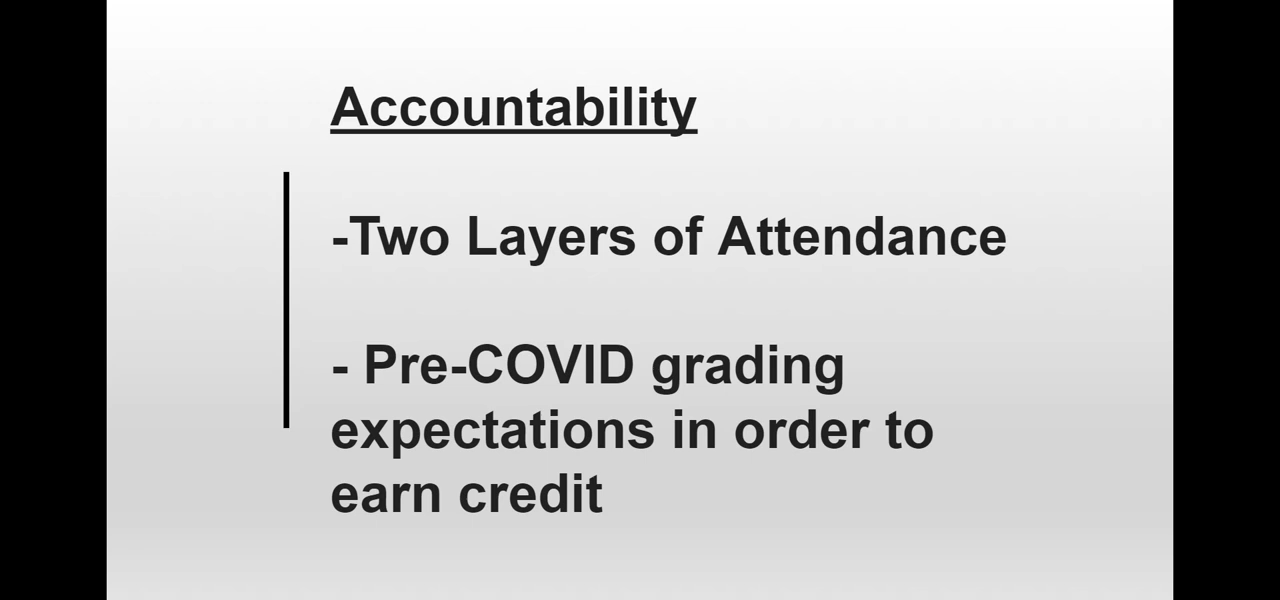 Accountability
-Two Layers of Attendance
- Pre-COVID grading
expectations in order to
earn credit